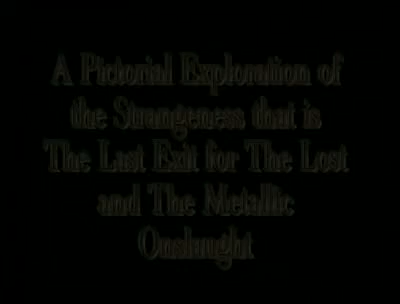 A Pictorial Exploration of
the Strangeness that is
The Last Exit for The Lost
and The Metallic
Onslaught